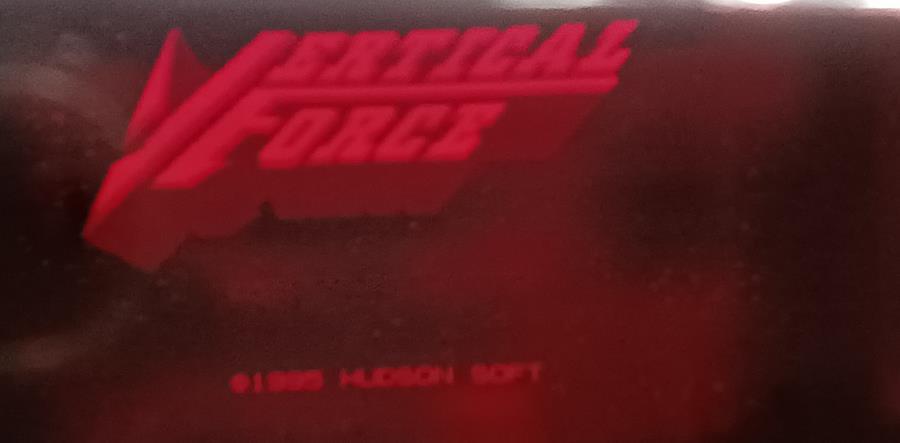 VERTICAL
FORCE
©1995 HUDSON SOFT